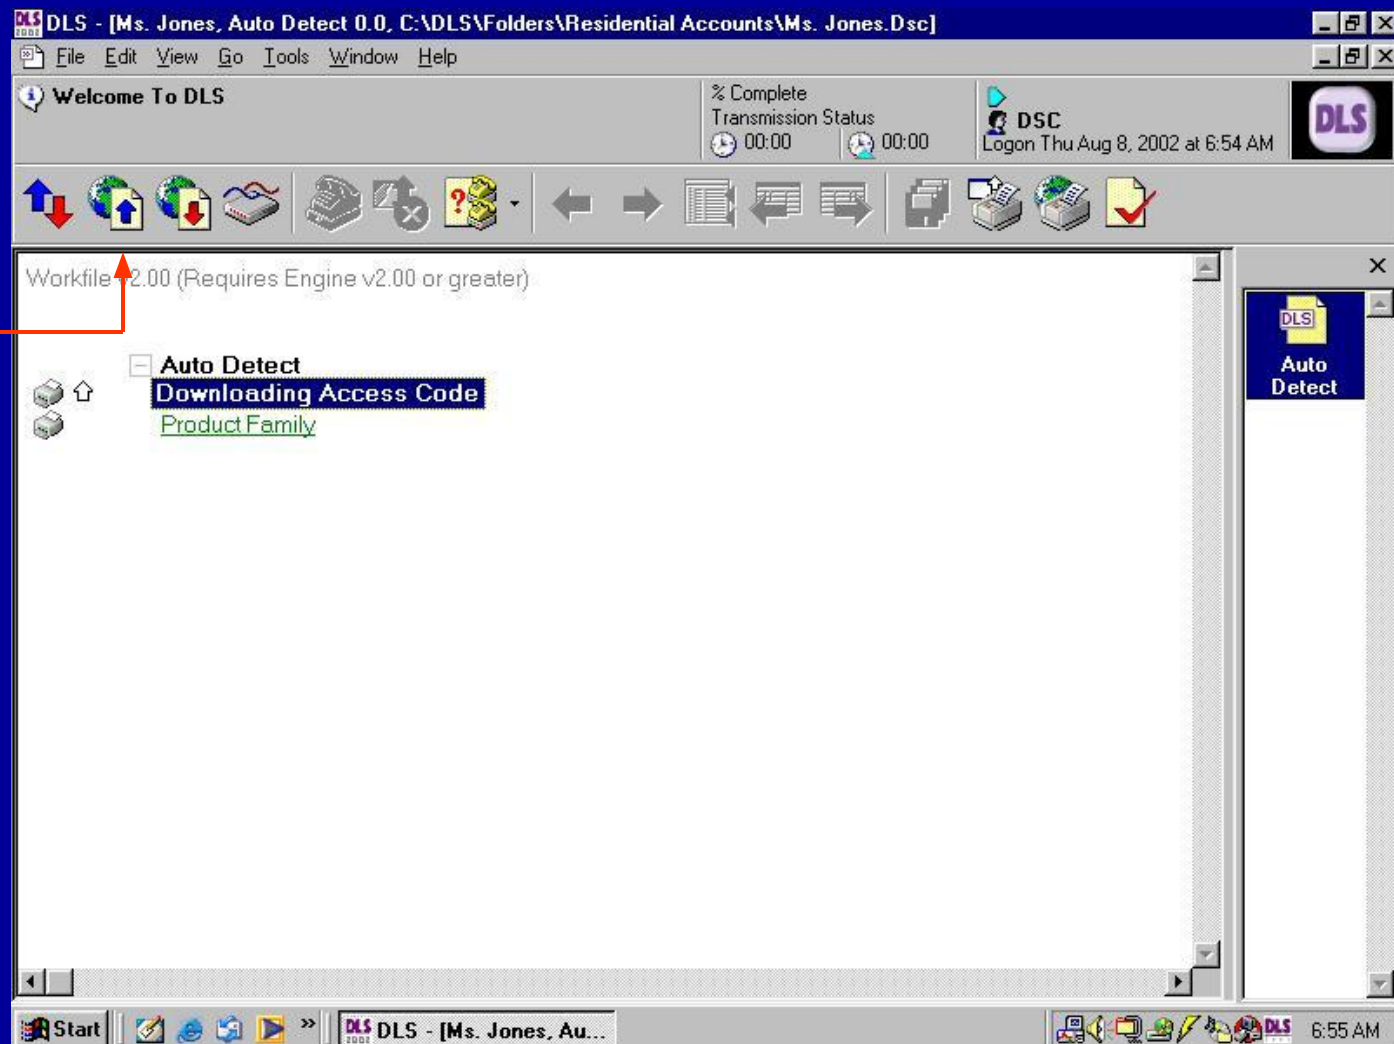 DLS - [Ms. Jones, Auto Detect 0.0, C:\DLS\Folders\Residential Accounts\Ms. Jones.Dsc]
File Edit View Go Tools Window Help
Welcome To DLS
% Complete
Transmission Status
00:00 00:00
DSC
Logon Thu Aug 8, 2002 at 6:54 AM
DLS
Workfile v2.00 (Requires Engine v2.00 or greater)
Auto Detect
Downloading Access Code
Product Family
DLS
Auto
Detect
Start
DLS - [Ms. Jones, Au...
DLS
6:55 AM